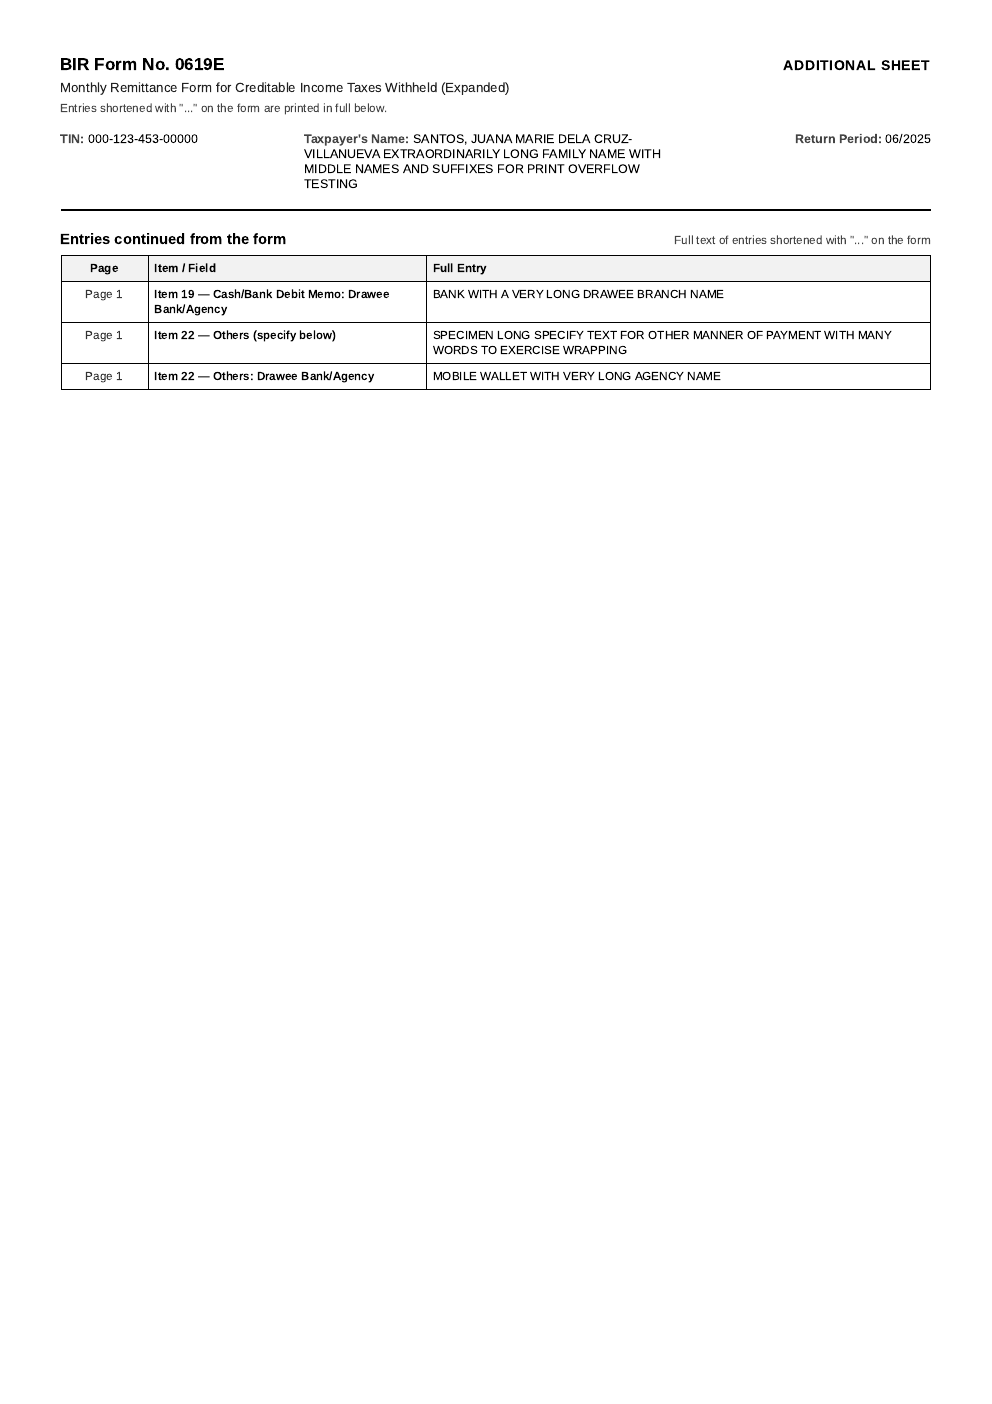 BIR Form No. 0619E
ADDITIONAL SHEET
Monthly Remittance Form for Creditable Income Taxes Withheld (Expanded)
Entries shortened with "..." on the form are printed in full below.
TIN: 000-123-453-00000
Taxpayer's Name: SANTOS, JUANA MARIE DELA CRUZ-
VILLANUEVA EXTRAORDINARILY LONG FAMILY NAME WITH
MIDDLE NAMES AND SUFFIXES FOR PRINT OVERFLOW
TESTING
Return Period: 06/2025
Entries continued from the form
Full text of entries shortened with "..." on the form
Page
Item / Field
Full Entry
Page 1
Item 19 — Cash/Bank Debit Memo: Drawee
Bank/Agency
BANK WITH A VERY LONG DRAWEE BRANCH NAME
Page 1
Item 22 — Others (specify below)
SPECIMEN LONG SPECIFY TEXT FOR OTHER MANNER OF PAYMENT WITH MANY
WORDS TO EXERCISE WRAPPING
Page 1
Item 22 — Others: Drawee Bank/Agency
MOBILE WALLET WITH VERY LONG AGENCY NAME